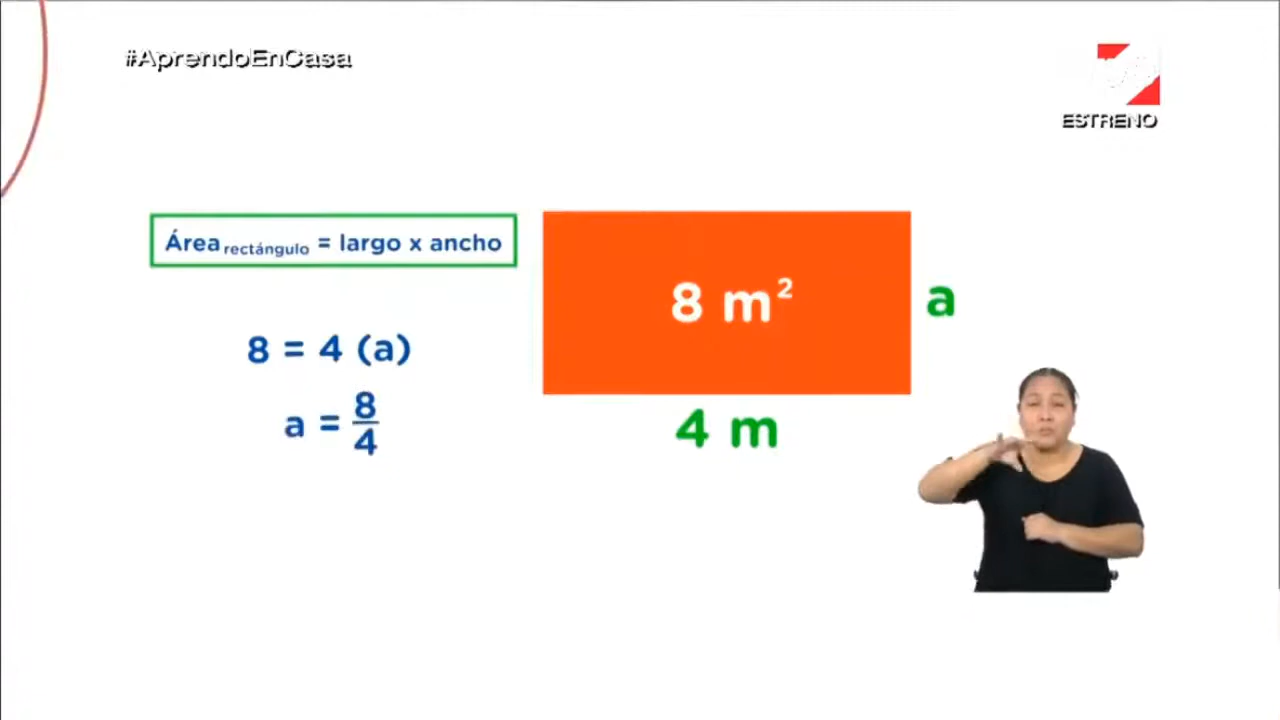 #AprendoEnCasa
ESTRENO
Área rectángulo = largo x ancho
8 m²
a
8 = 4 (a)
a = 8/4
4 m